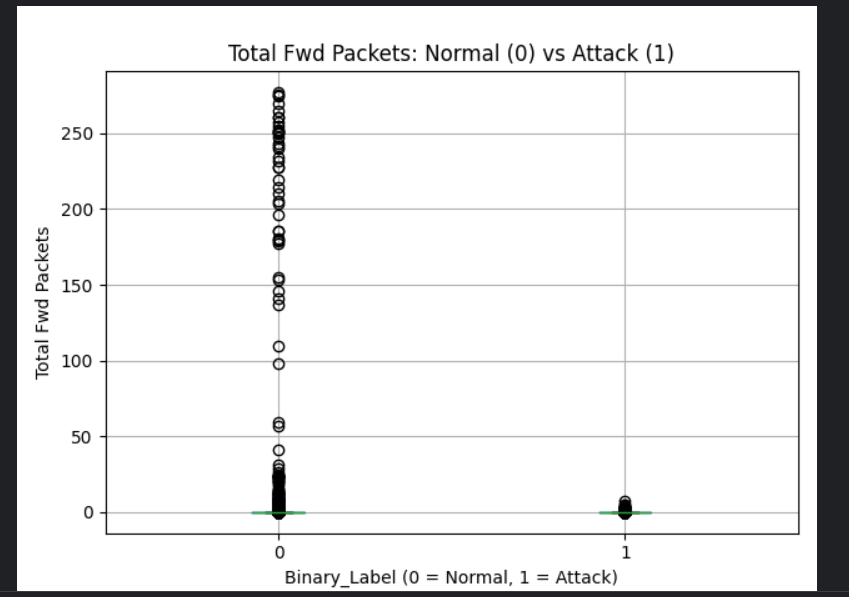 Total Fwd Packets: Normal (0) vs Attack (1)
Total Fwd Packets
250
200
150
100
50
0
0
1
Binary_Label (0 = Normal, 1 = Attack)